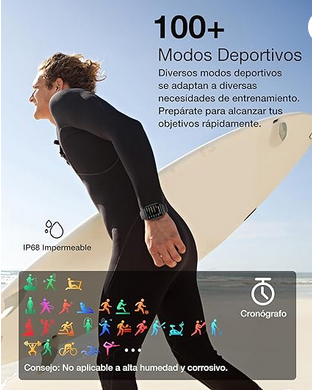 100+
Modos Deportivos
Diversos modos deportivos
se adaptan a diversas
necesidades de entrenamiento.
Prepárate para alcanzar tus
objetivos rápidamente.
IP68 Impermeable
Cronógrafo
Consejo: No aplicable a alta humedad y corrosivo.